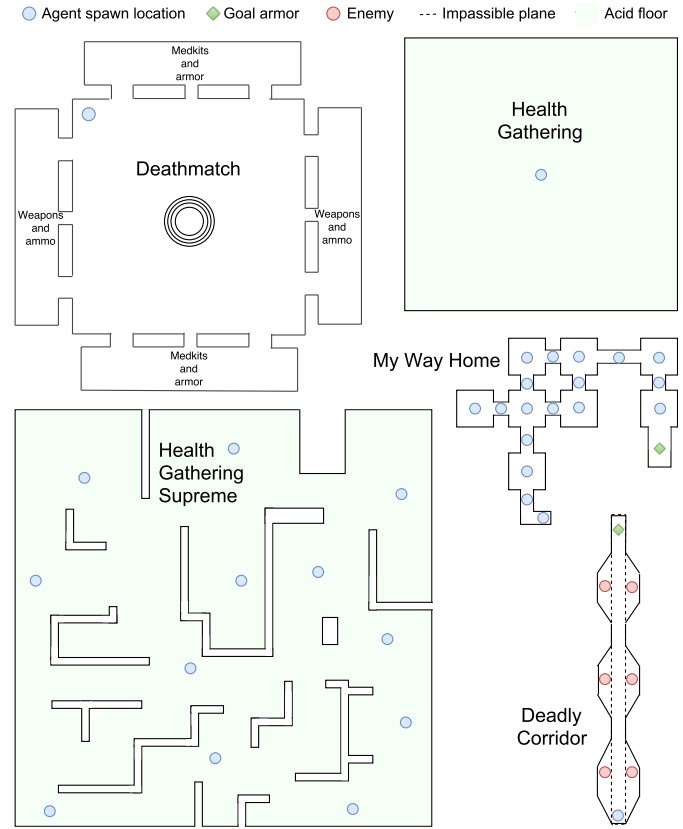 Agent spawn location
Goal armor
Enemy
Impassible plane
Acid floor
Medkits
and
armor
Deathmatch
Weapons
and
ammo
Weapons
and
ammo
Medkits
and
armor
Health
Gathering
My Way Home
Health
Gathering
Supreme
Deadly
Corridor